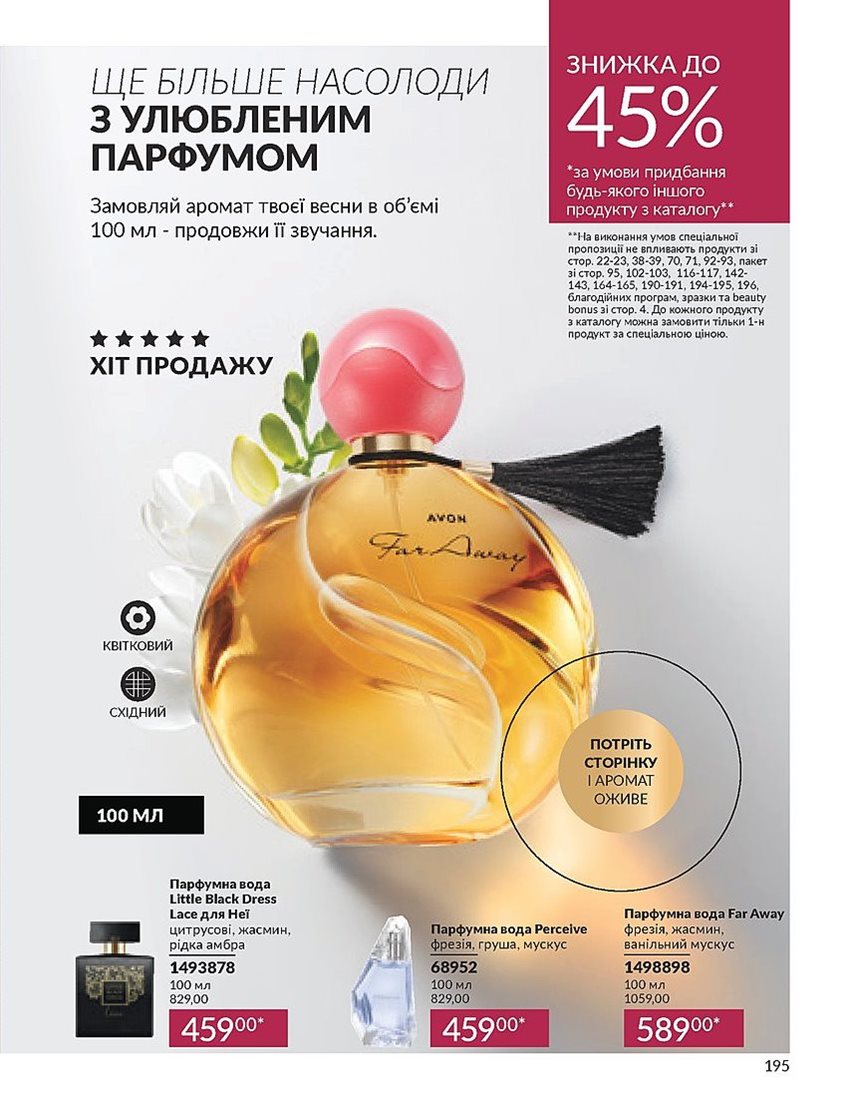 ЩЕ БІЛЬШЕ НАСОЛОДИ
З УЛЮБЛЕНИМ
ПАРФУМОМ
Замовляй аромат твоєї весни в об'ємі
100 мл - продовжи її звучання.
ЗНИЖКА ДО
45%
*за умови придбання
будь-якого іншого
продукту з каталогу**
**На виконання умов спеціальної
пропозиції не впливають продукти зі
стор. 22-23, 38-39, 70, 71, 92-93, пакет
зі стор. 95, 102-103, 116-117, 142-
143, 164-165, 190-191, 194-195, 196,
благодійних програм, зразки та beauty
bonus зі стор. 4. До кожного продукту
з каталогу можна замовити тільки 1-н
продукт за спеціальною ціною.
ХІТ ПРОДАЖУ
AVON
Far Away
КВІТКОВИЙ
СХІДНИЙ
ПОТРІТЬ
СТОРІНКУ
І АРОМАТ
ОЖИВЕ
100 МЛ
Парфумна вода
Little Black Dress
Lace для Неї
цитрусові, жасмин,
рідка амбра
1493878
100 мл
829,00
45900*
Парфумна вода Perceive
фрезія, груша, мускус
68952
100 мл
829,00
45900*
Парфумна вода Far Away
фрезія, жасмин,
ванільний мускус
1498898
100 мл
1059,00
58900*
195